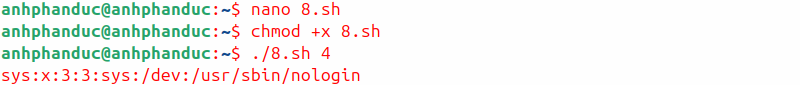 anhphanduc@anhphanduc:~$ nano 8.sh
anhphanduc@anhphanduc:~$ chmod +x 8.sh
anhphanduc@anhphanduc:~$ ./8.sh 4
sys:x:3:3:sys:/dev:/usr/sbin/nologin